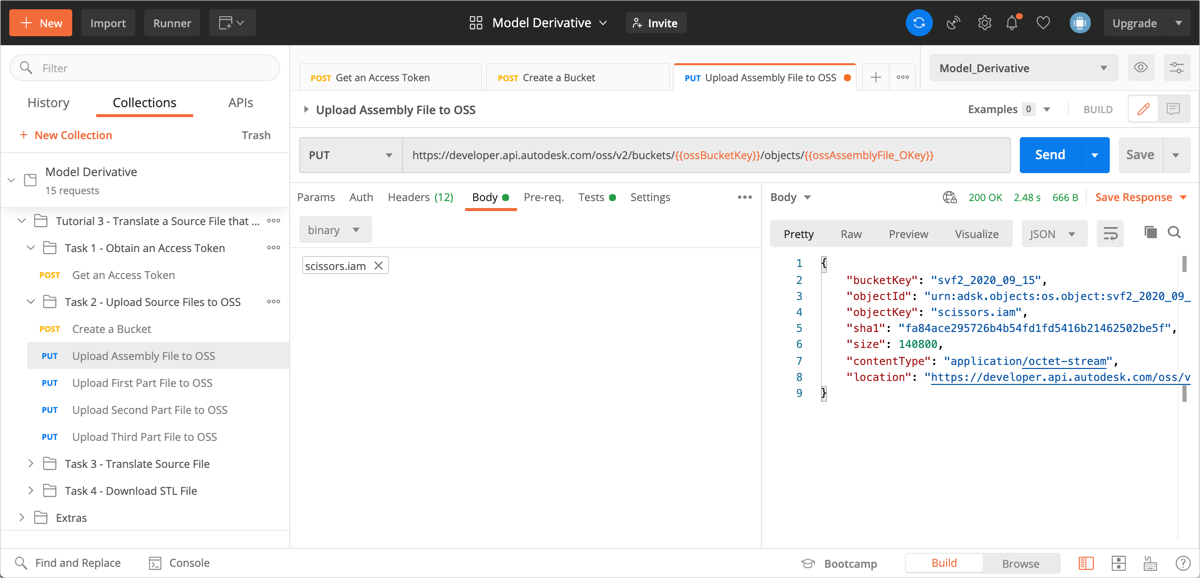 New
Import
Runner
Model Derivative
Invite
Upgrade
Filter
History
Collections
APIs
New Collection
Trash
Model Derivative
15 requests
Tutorial 3 - Translate a Source File that ...
Task 1 - Obtain an Access Token
POST Get an Access Token
Task 2 - Upload Source Files to OSS
POST Create a Bucket
PUT Upload Assembly File to OSS
PUT Upload First Part File to OSS
PUT Upload Second Part File to OSS
PUT Upload Third Part File to OSS
Task 3 - Translate Source File
Task 4 - Download STL File
Extras
POST Get an Access Token
POST Create a Bucket
PUT Upload Assembly File to OSS
Model_Derivative
Upload Assembly File to OSS
Examples 0
BUILD
PUT
https://developer.api.autodesk.com/oss/v2/buckets/{{ossBucketKey}}/objects/{{ossAssemblyFile_OKey}}
Send
Save
Params
Auth
Headers (12)
Body
Pre-req.
Tests
Settings
binary
scissors.iam
Body
200 OK
2.48 s
666 B
Save Response
Pretty
Raw
Preview
Visualize
JSON
1 {
2 "bucketKey": "svf2_2020_09_15",
3 "objectId": "urn:adsk.objects:os.object:svf2_2020_09_
4 "objectKey": "scissors.iam",
5 "sha1": "fa84ace295726b4b54fd1fd5416b21462502be5f",
6 "size": 140800,
7 "contentType": "application/octet-stream",
8 "location": "https://developer.api.autodesk.com/oss/v
9 }
Find and Replace
Console
Bootcamp
Build
Browse